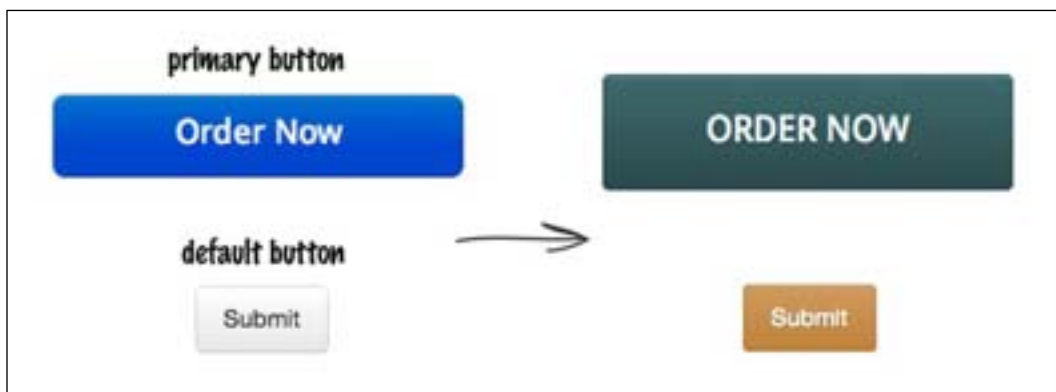 primary button
Order Now
ORDER NOW
default button
Submit
Submit